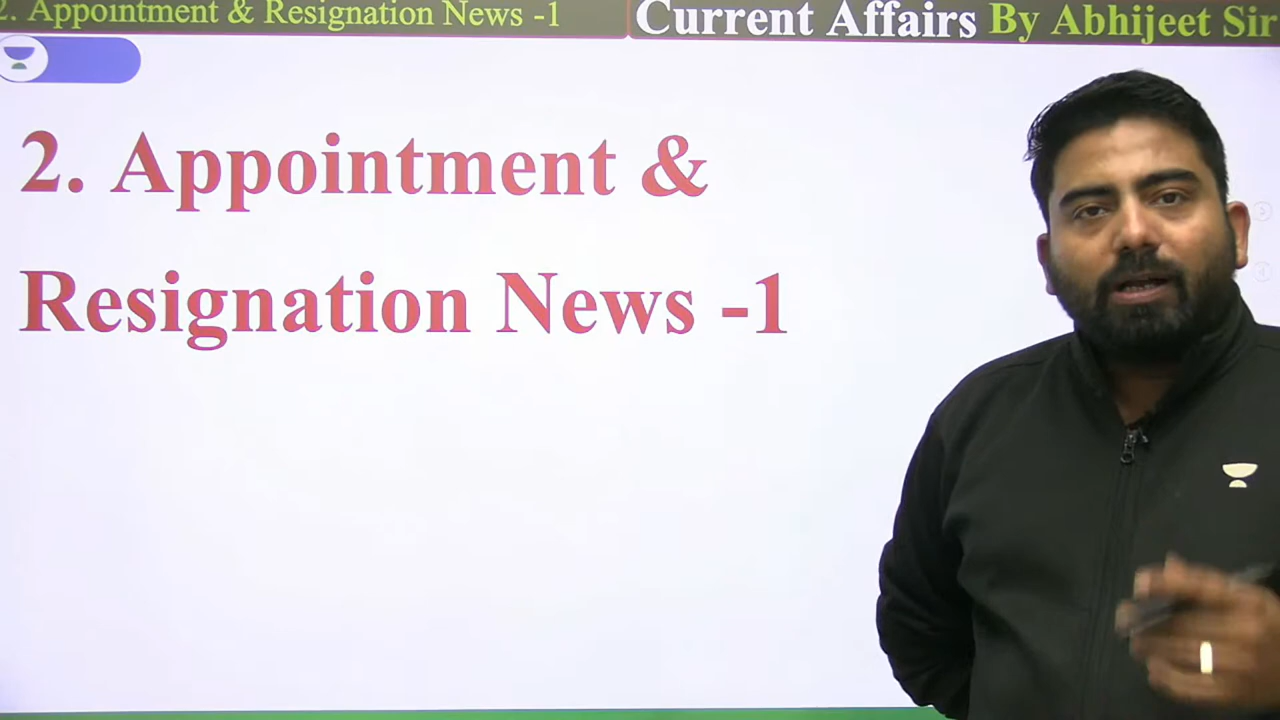 2. Appointment & Resignation News -1
Current Affairs By Abhijeet Sir
2. Appointment &
Resignation News -1